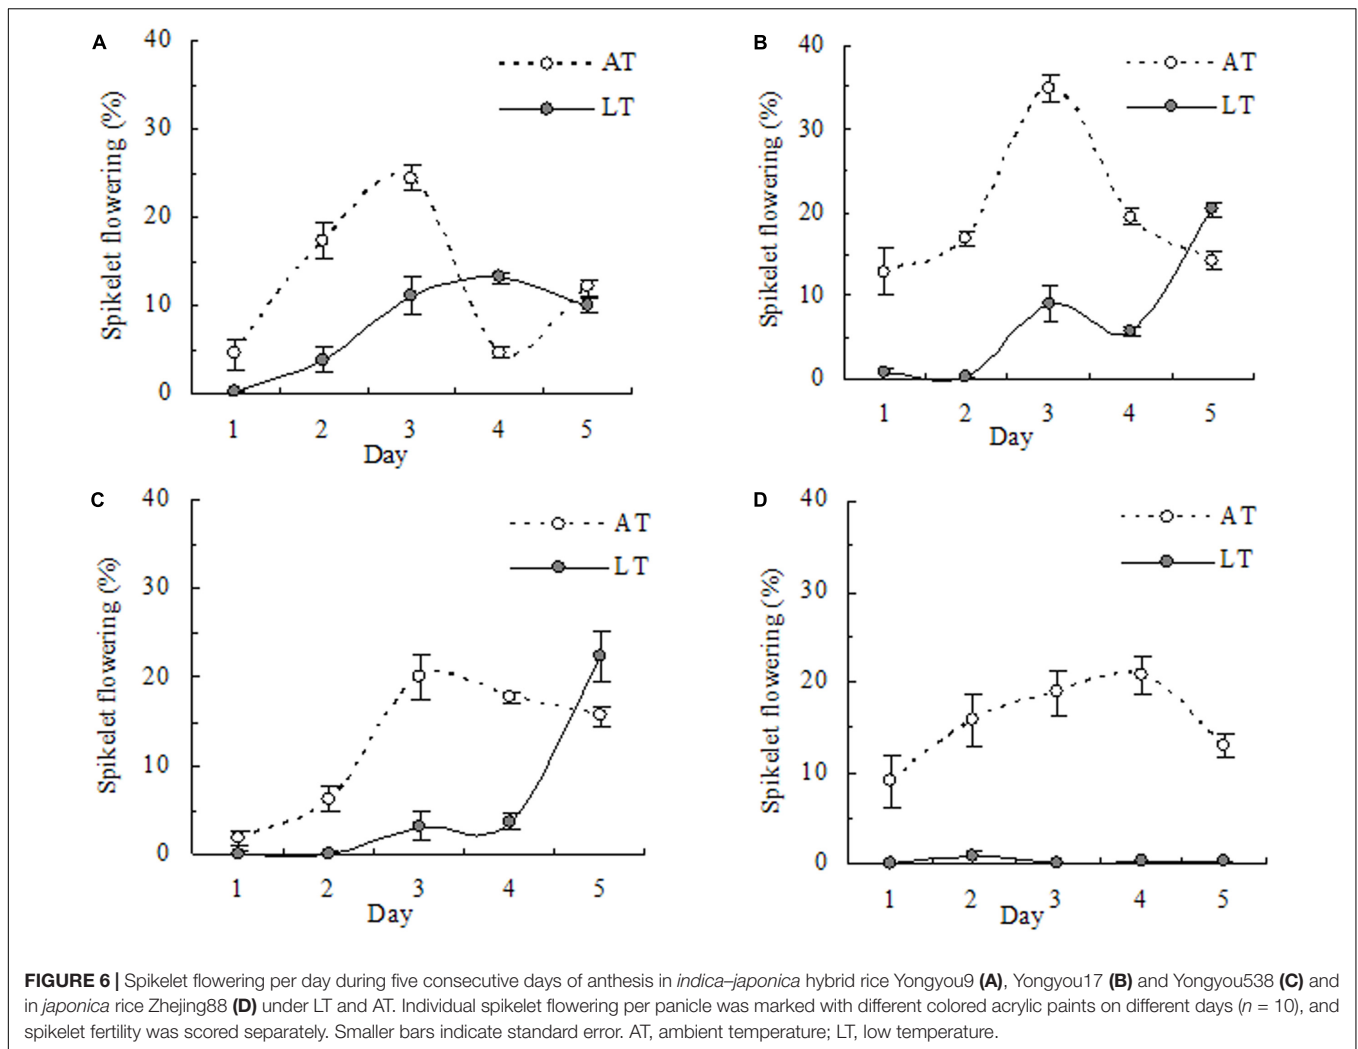 A
40
30
20
10
0
Spikelet flowering (%)
AT
LT
1 2 3 4 5
Day
B
40
30
20
10
0
Spikelet flowering (%)
AT
LT
1 2 3 4 5
Day
C
40
30
20
10
0
Spikelet flowering (%)
AT
LT
1 2 3 4 5
Day
D
40
30
20
10
0
Spikelet flowering (%)
AT
LT
1 2 3 4 5
Day
FIGURE 6 | Spikelet flowering per day during five consecutive days of anthesis in indica–japonica hybrid rice Yongyou9 (A), Yongyou17 (B) and Yongyou538 (C) and
in japonica rice Zhejing88 (D) under LT and AT. Individual spikelet flowering per panicle was marked with different colored acrylic paints on different days (n = 10), and
spikelet fertility was scored separately. Smaller bars indicate standard error. AT, ambient temperature; LT, low temperature.